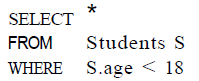 SELECT *
FROM Students S
WHERE S.age < 18